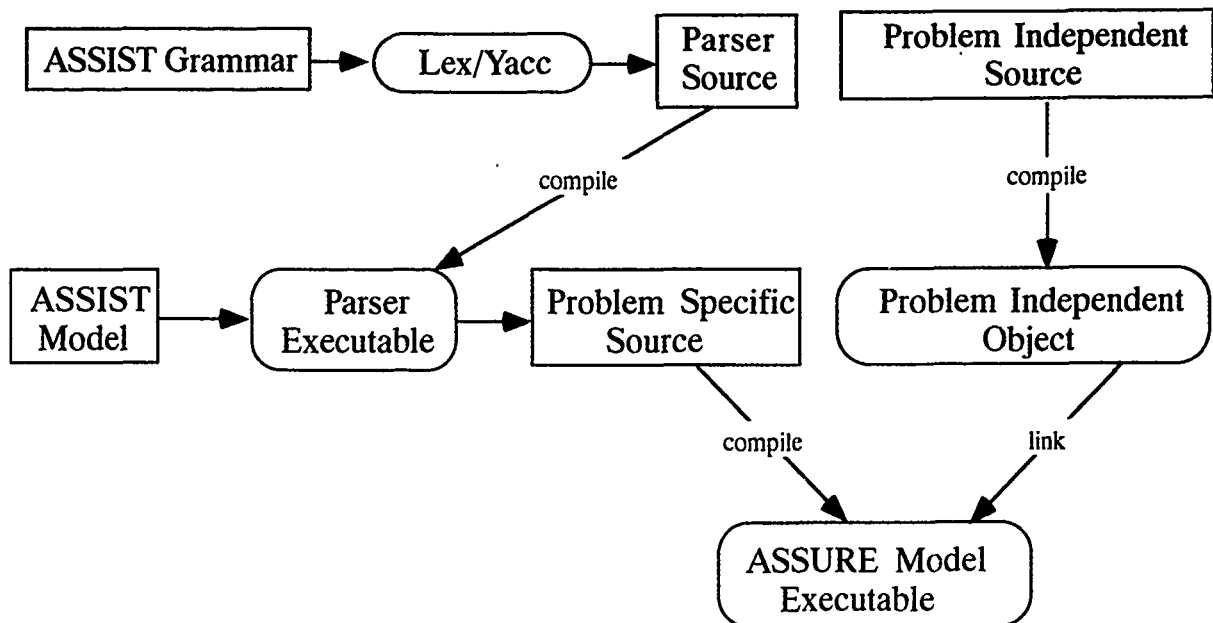 ASSIST Grammar
Lex/Yacc
Parser
Source
Problem Independent
Source
compile
compile
ASSIST
Model
Parser
Executable
Problem Specific
Source
Problem Independent
Object
compile
link
ASSURE Model
Executable